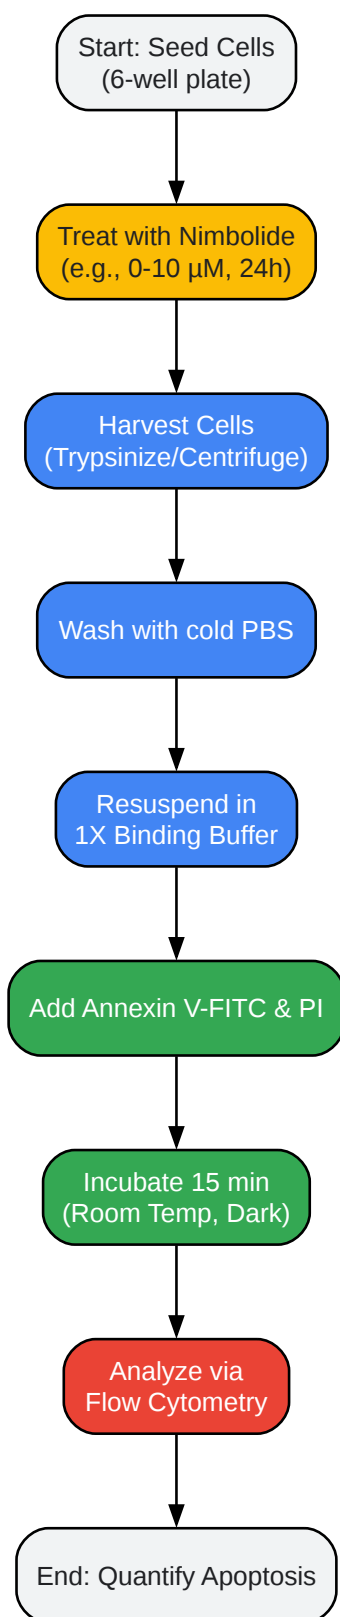 Start: Seed Cells
(6-well plate)
Treat with Nimbolide
(e.g., 0-10 µM, 24h)
Harvest Cells
(Trypsinize/Centrifuge)
Wash with cold PBS
Resuspend in
1X Binding Buffer
Add Annexin V-FITC & PI
Incubate 15 min
(Room Temp, Dark)
Analyze via
Flow Cytometry
End: Quantify Apoptosis